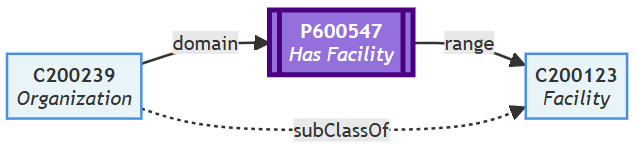 C200239
Organization
domain
P600547
Has Facility
range
C200123
Facility
subClassOf